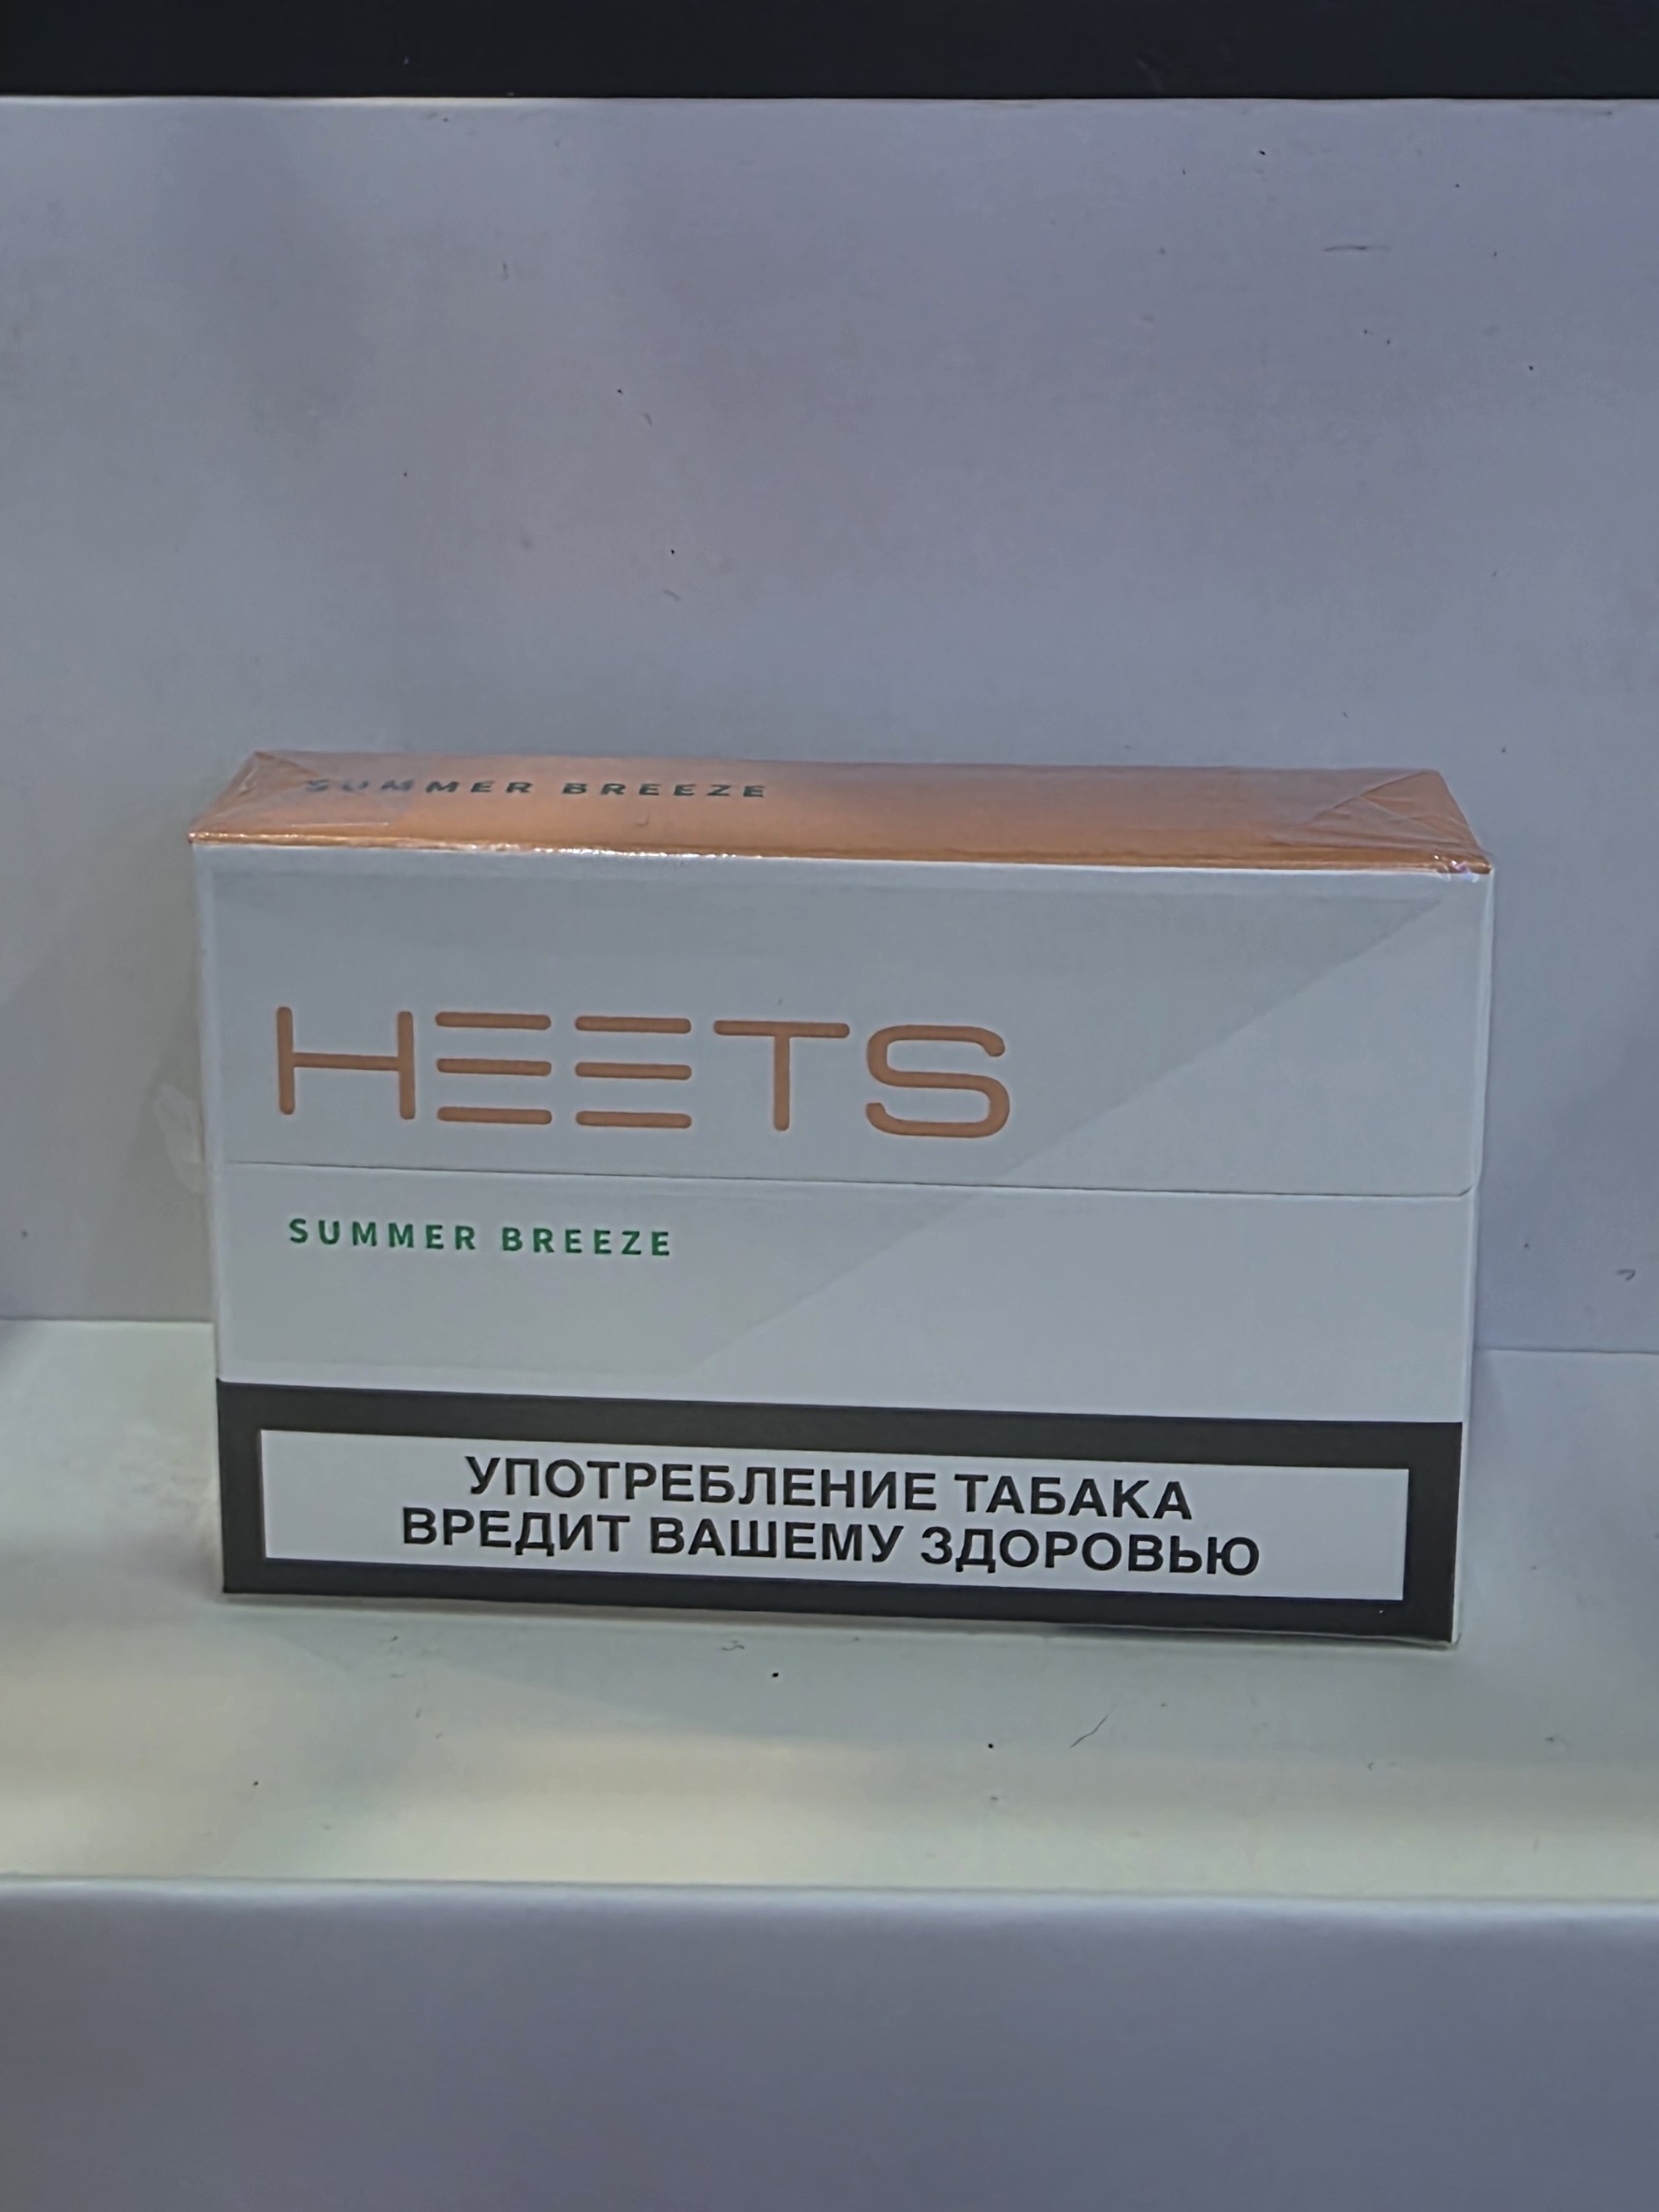 SUMMER BREEZE
HEETS
SUMMER BREEZE
УПОТРЕБЛЕНИЕ ТАБАКА
ВРЕДИТ ВАШЕМУ ЗДОРОВЬЮ